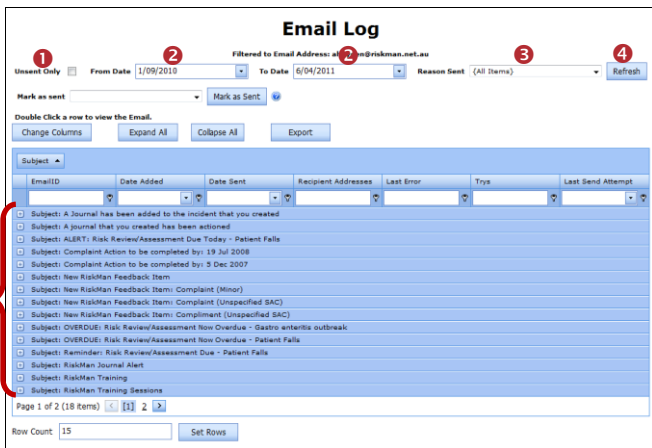 Email Log
Filtered to Email Address: @riskman.net.au
1 2 2 3 4
Unsent Only From Date 1/09/2010 To Date 6/04/2011 Reason Sent (All Items) Refresh
Mark as sent Mark as Sent
Double Click a row to view the Email.
Change Columns Expand All Collapse All Export
Subject
EmailID Date Added Date Sent Recipient Addresses Last Error Trys Last Send Attempt
Subject: A Journal has been added to the incident that you created
Subject: A journal that you created has been actioned
Subject: ALERT: Risk Review/Assessment Due Today - Patient Falls
Subject: Complaint Action to be completed by: 19 Jul 2008
Subject: Complaint Action to be completed by: 5 Dec 2007
Subject: New RiskMan Feedback Item
Subject: New RiskMan Feedback Item: Complaint (Minor)
Subject: New RiskMan Feedback Item: Complaint (Unspecified SAC)
Subject: New RiskMan Feedback Item: Compliment (Unspecified SAC)
Subject: OVERDUE: Risk Review/Assessment Now Overdue - Gastro enteritis outbreak
Subject: OVERDUE: Risk Review/Assessment Now Overdue - Patient Falls
Subject: Reminder: Risk Review/Assessment Due - Patient Falls
Subject: RiskMan Journal Alert
Subject: RiskMan Training
Subject: RiskMan Training Sessions
Page 1 of 2 (18 items) [1] 2
Row Count 15 Set Rows